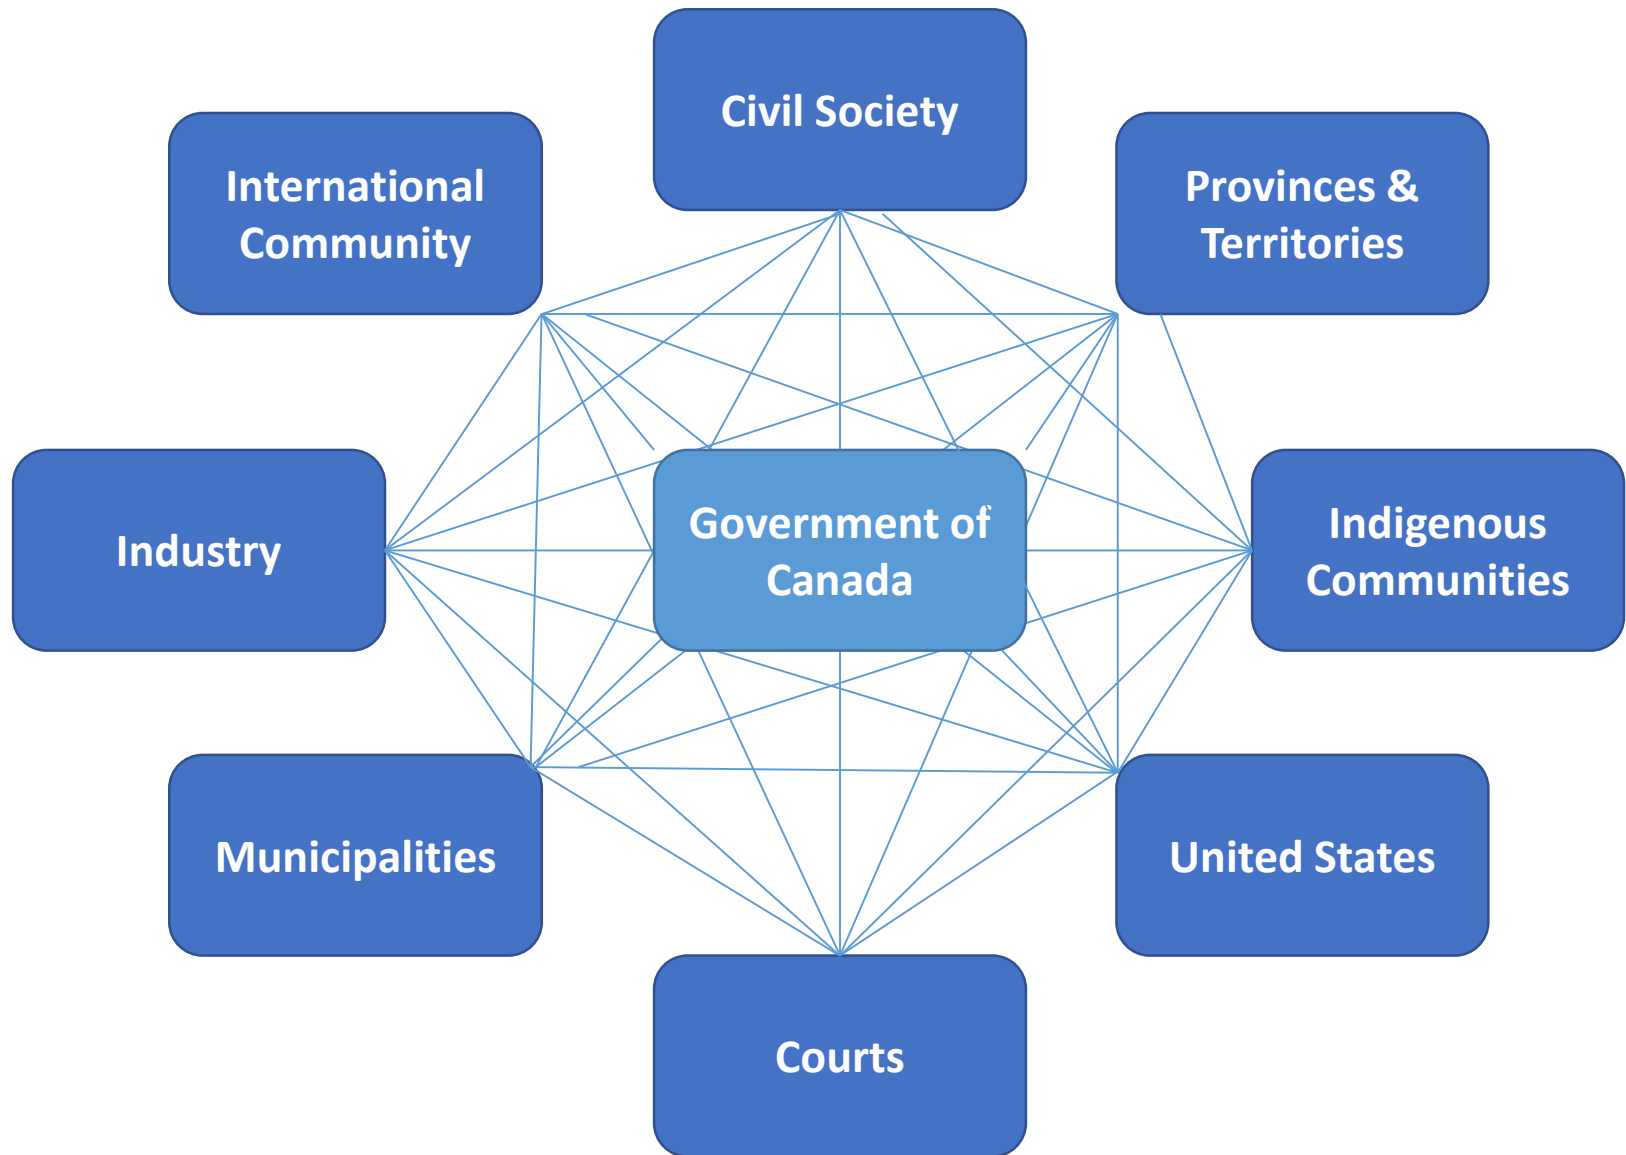 Civil Society
International
Community
Provinces &
Territories
Industry
Government of
Canada
Indigenous
Communities
Municipalities
United States
Courts